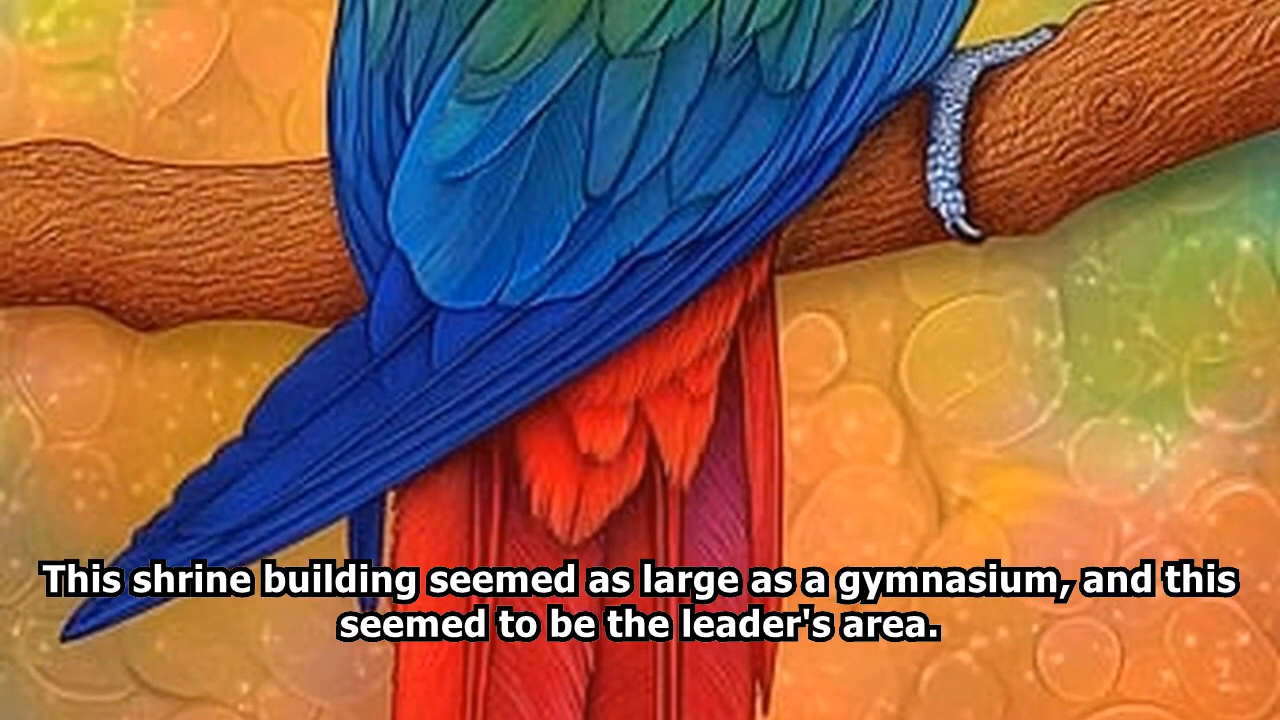 This shrine building seemed as large as a gymnasium, and this
seemed to be the leader's area.